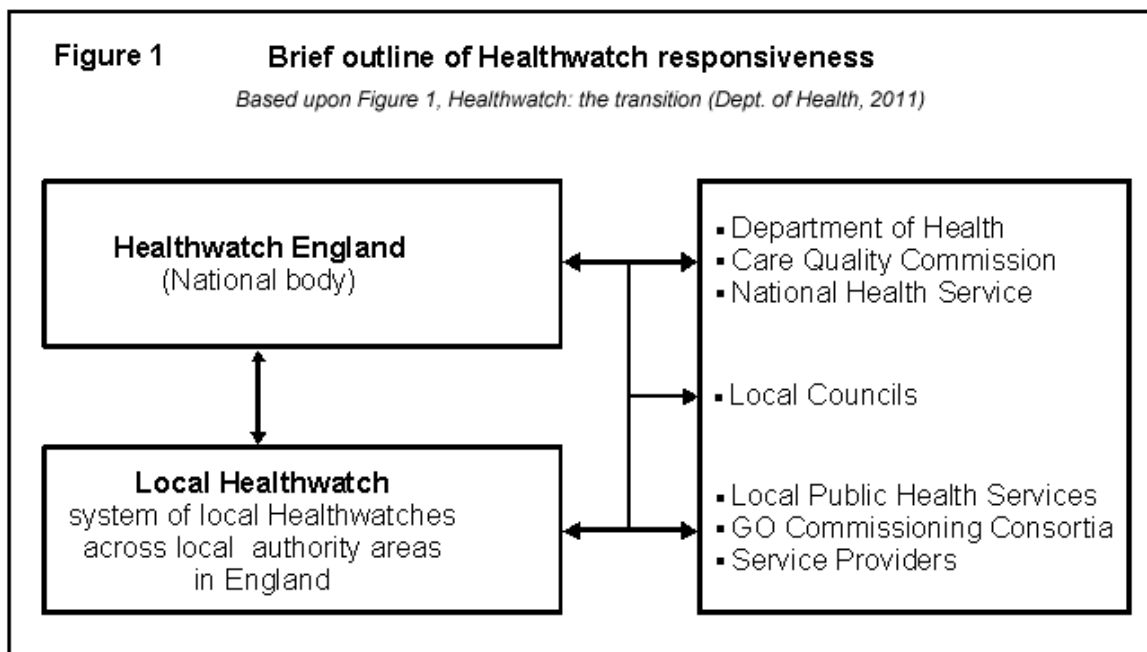 Figure 1 Brief outline of Healthwatch responsiveness
Based upon Figure 1, Healthwatch: the transition (Dept. of Health, 2011)
Healthwatch England
(National body)
Local Healthwatch
system of local Healthwatches
across local authority areas
in England
▪ Department of Health
▪ Care Quality Commission
▪ National Health Service
▪ Local Councils
▪ Local Public Health Services
▪ GO Commissioning Consortia
▪ Service Providers